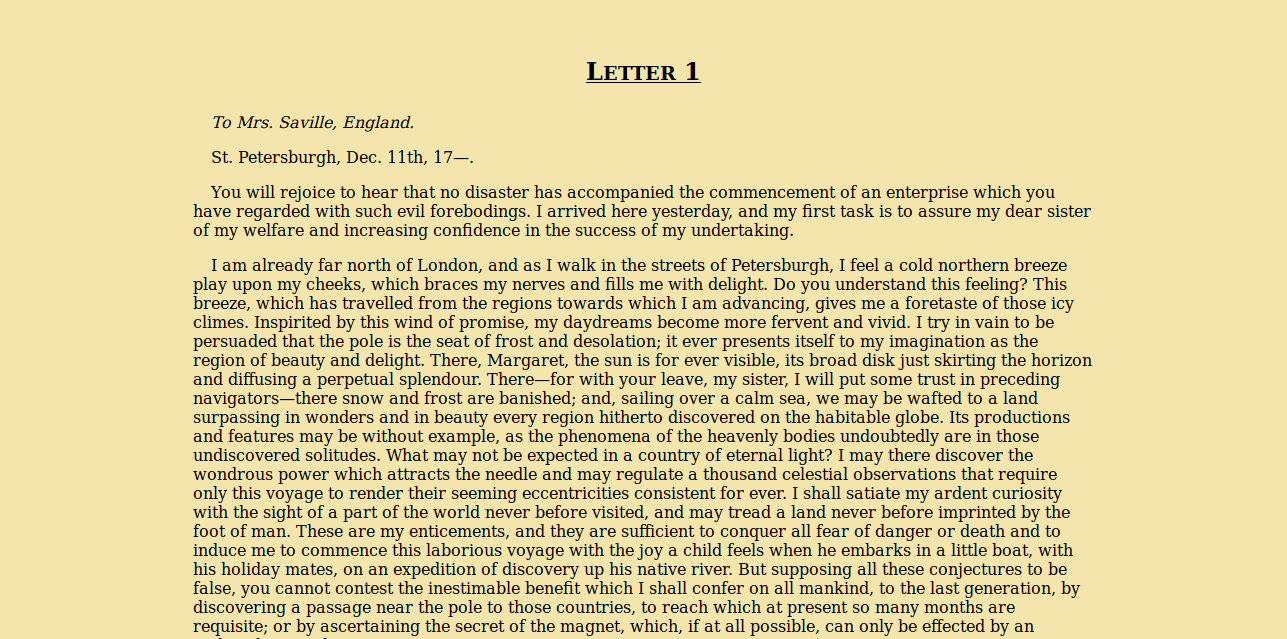 LETTER 1
To Mrs. Saville, England.
St. Petersburgh, Dec. 11th, 17—.
You will rejoice to hear that no disaster has accompanied the commencement of an enterprise which you
have regarded with such evil forebodings. I arrived here yesterday, and my first task is to assure my dear sister
of my welfare and increasing confidence in the success of my undertaking.
I am already far north of London, and as I walk in the streets of Petersburgh, I feel a cold northern breeze
play upon my cheeks, which braces my nerves and fills me with delight. Do you understand this feeling? This
breeze, which has travelled from the regions towards which I am advancing, gives me a foretaste of those icy
climes. Inspirited by this wind of promise, my daydreams become more fervent and vivid. I try in vain to be
persuaded that the pole is the seat of frost and desolation; it ever presents itself to my imagination as the
region of beauty and delight. There, Margaret, the sun is for ever visible, its broad disk just skirting the horizon
and diffusing a perpetual splendour. There—for with your leave, my sister, I will put some trust in preceding
navigators—there snow and frost are banished; and, sailing over a calm sea, we may be wafted to a land
surpassing in wonders and in beauty every region hitherto discovered on the habitable globe. Its productions
and features may be without example, as the phenomena of the heavenly bodies undoubtedly are in those
undiscovered solitudes. What may not be expected in a country of eternal light? I may there discover the
wondrous power which attracts the needle and may regulate a thousand celestial observations that require
only this voyage to render their seeming eccentricities consistent for ever. I shall satiate my ardent curiosity
with the sight of a part of the world never before visited, and may tread a land never before imprinted by the
foot of man. These are my enticements, and they are sufficient to conquer all fear of danger or death and to
induce me to commence this laborious voyage with the joy a child feels when he embarks in a little boat, with
his holiday mates, on an expedition of discovery up his native river. But supposing all these conjectures to be
false, you cannot contest the inestimable benefit which I shall confer on all mankind, to the last generation, by
discovering a passage near the pole to those countries, to reach which at present so many months are
requisite; or by ascertaining the secret of the magnet, which, if at all possible, can only be effected by an